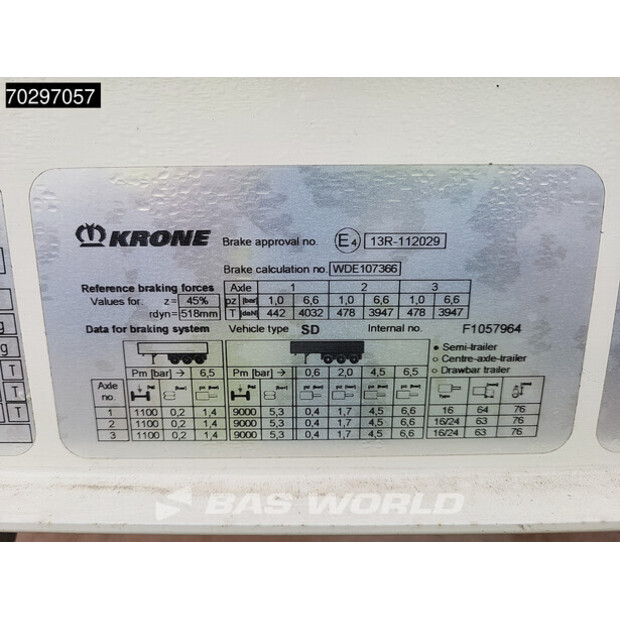 70297057
KRONE
Brake approval no. E4 13R-112029
Brake calculation no. WDE107366
Reference braking forces Axle 1 2 3
Values for: z= 45% pz [bar] 1,0 6,6 1,0 6,6 1,0 6,6
rdyn= 518mm T [daN] 442 4032 478 3947 478 3947
Data for braking system Vehicle type SD Internal no. F1057964
Semi-trailer
Centre-axle-trailer
Drawbar trailer
Pm [bar] → 6,5 Pm [bar] → 0,6 2,0 4,5 6,5
Axle no.
1 1100 0,2 1,4 9000 5,3 0,4 1,7 4,5 6,6 16 64 76
2 1100 0,2 1,4 9000 5,3 0,4 1,7 4,5 6,6 16/24 63 76
3 1100 0,2 1,4 9000 5,3 0,4 1,7 4,5 6,6 16/24 63 76
g
g
T
T
T
BAS WORLD